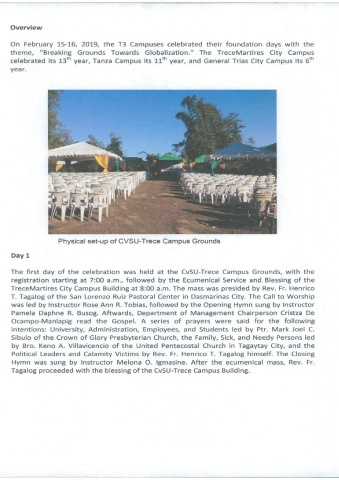 Overview
On February 15-16, 2019, the T3 Campuses celebrated their foundation days with the
theme, "Breaking Grounds Towards Globalization." The TreceMartires City Campus
celebrated its 13th year, Tanza Campus its 11th year, and General Trias City Campus its 6th
year.
Physical set-up of CVSU-Trece Campus Grounds
Day 1
The first day of the celebration was held at the CvSU-Trece Campus Grounds, with the
registration starting at 7:00 a.m., followed by the Ecumenical Service and Blessing of the
TreceMartires City Campus Building at 8:00 a.m. The mass was presided by Rev. Fr. Henrico
T. Tagalog of the San Lorenzo Ruiz Pastoral Center in Dasmarinas City. The Call to Worship
was led by Instructor Rose Ann R. Tobias, followed by the Opening Hymn sung by Instructor
Pamela Daphne R. Busog. Aftwards, Department of Management Chairperson Cristza De
Ocampo-Manlapig read the Gospel. A series of prayers were said for the following
intentions: University, Administration, Employees, and Students led by Ptr. Mark Joel C.
Sibulo of the Crown of Glory Presbyterian Church, the Family, Sick, and Needy Persons led
by Bro. Keno A. Villavicencio of the United Pentecostal Church in Tagaytay City, and the
Political Leaders and Calamity Victims by Rev. Fr. Henrico T. Tagalog himself. The Closing
Hymn was sung by Instructor Melona O. Igmasine. After the ecumenical mass, Rev. Fr.
Tagalog proceeded with the blessing of the CvSU-Trece Campus Building.